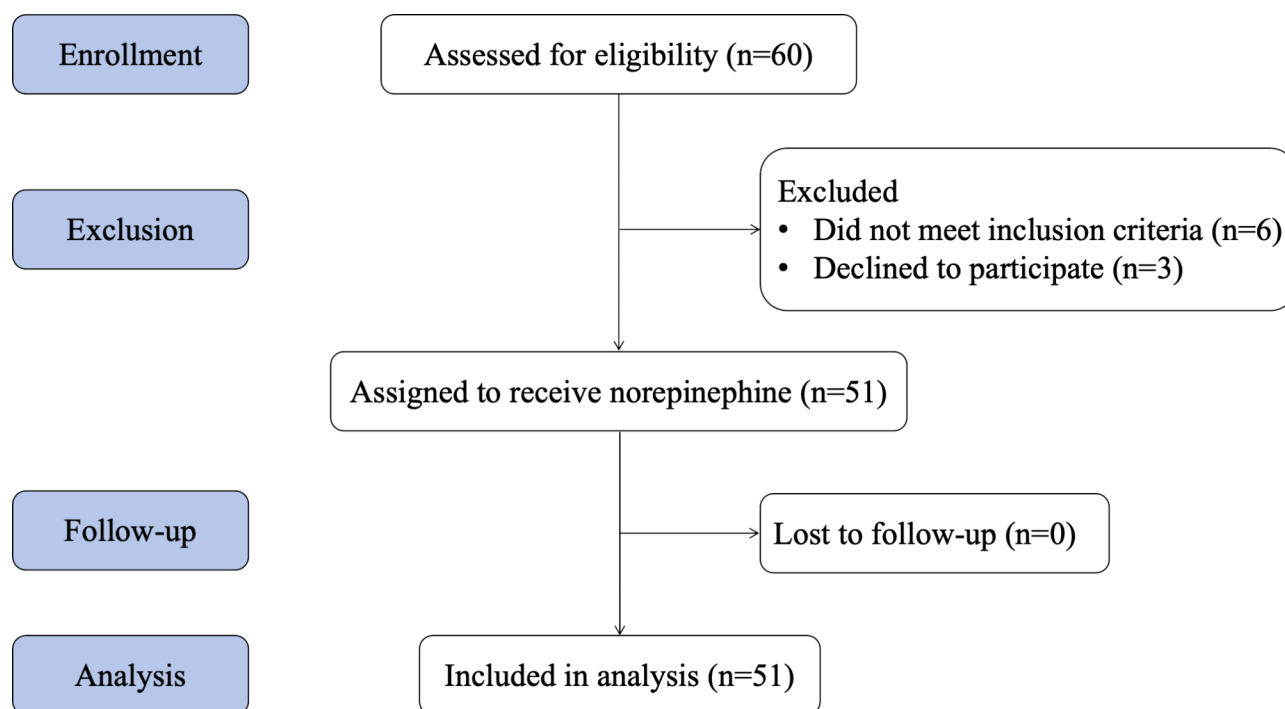 Enrollment
Assessed for eligibility (n=60)
Exclusion
Excluded
• Did not meet inclusion criteria (n=6)
• Declined to participate (n=3)
Assigned to receive norepinephine (n=51)
Follow-up
Lost to follow-up (n=0)
Analysis
Included in analysis (n=51)